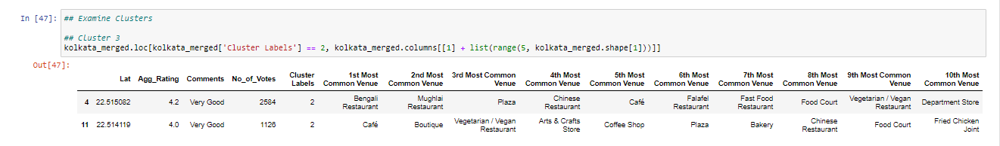 In [47]: ## Examine Clusters
## Cluster 3
kolkata_merged.loc[kolkata_merged['Cluster Labels'] == 2, kolkata_merged.columns[[1] + list(range(5, kolkata_merged.shape[1]))]]
Out[47]:
Lat Agg_Rating Comments No_of_Votes Cluster Labels 1st Most Common Venue 2nd Most Common Venue 3rd Most Common Venue 4th Most Common Venue 5th Most Common Venue 6th Most Common Venue 7th Most Common Venue 8th Most Common Venue 9th Most Common Venue 10th Most Common Venue
4 22.515082 4.2 Very Good 2584 2 Bengali Restaurant Mughlai Restaurant Plaza Chinese Restaurant Café Falafel Restaurant Fast Food Restaurant Food Court Vegetarian / Vegan Restaurant Department Store
11 22.514119 4.0 Very Good 1126 2 Café Boutique Vegetarian / Vegan Restaurant Arts & Crafts Store Coffee Shop Plaza Bakery Chinese Restaurant Food Court Fried Chicken Joint